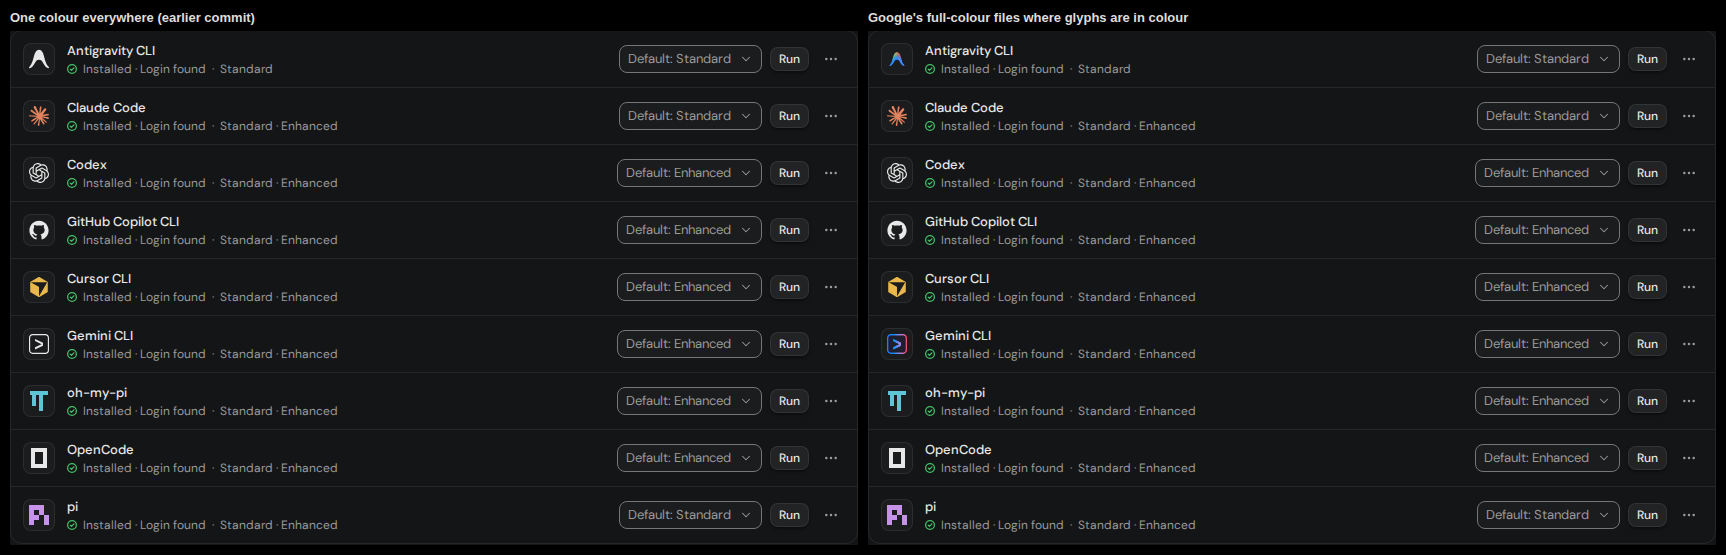 One colour everywhere (earlier commit)
Antigravity CLI
Installed · Login found · Standard
Default: Standard
Run
Claude Code
Installed · Login found · Standard · Enhanced
Default: Standard
Run
Codex
Installed · Login found · Standard · Enhanced
Default: Enhanced
Run
GitHub Copilot CLI
Installed · Login found · Standard · Enhanced
Default: Enhanced
Run
Cursor CLI
Installed · Login found · Standard · Enhanced
Default: Enhanced
Run
Gemini CLI
Installed · Login found · Standard · Enhanced
Default: Enhanced
Run
oh-my-pi
Installed · Login found · Standard · Enhanced
Default: Enhanced
Run
OpenCode
Installed · Login found · Standard · Enhanced
Default: Enhanced
Run
pi
Installed · Login found · Standard · Enhanced
Default: Standard
Run
Google's full-colour files where glyphs are in colour
Antigravity CLI
Installed · Login found · Standard
Default: Standard
Run
Claude Code
Installed · Login found · Standard · Enhanced
Default: Standard
Run
Codex
Installed · Login found · Standard · Enhanced
Default: Enhanced
Run
GitHub Copilot CLI
Installed · Login found · Standard · Enhanced
Default: Enhanced
Run
Cursor CLI
Installed · Login found · Standard · Enhanced
Default: Enhanced
Run
Gemini CLI
Installed · Login found · Standard · Enhanced
Default: Enhanced
Run
oh-my-pi
Installed · Login found · Standard · Enhanced
Default: Enhanced
Run
OpenCode
Installed · Login found · Standard · Enhanced
Default: Enhanced
Run
pi
Installed · Login found · Standard · Enhanced
Default: Standard
Run